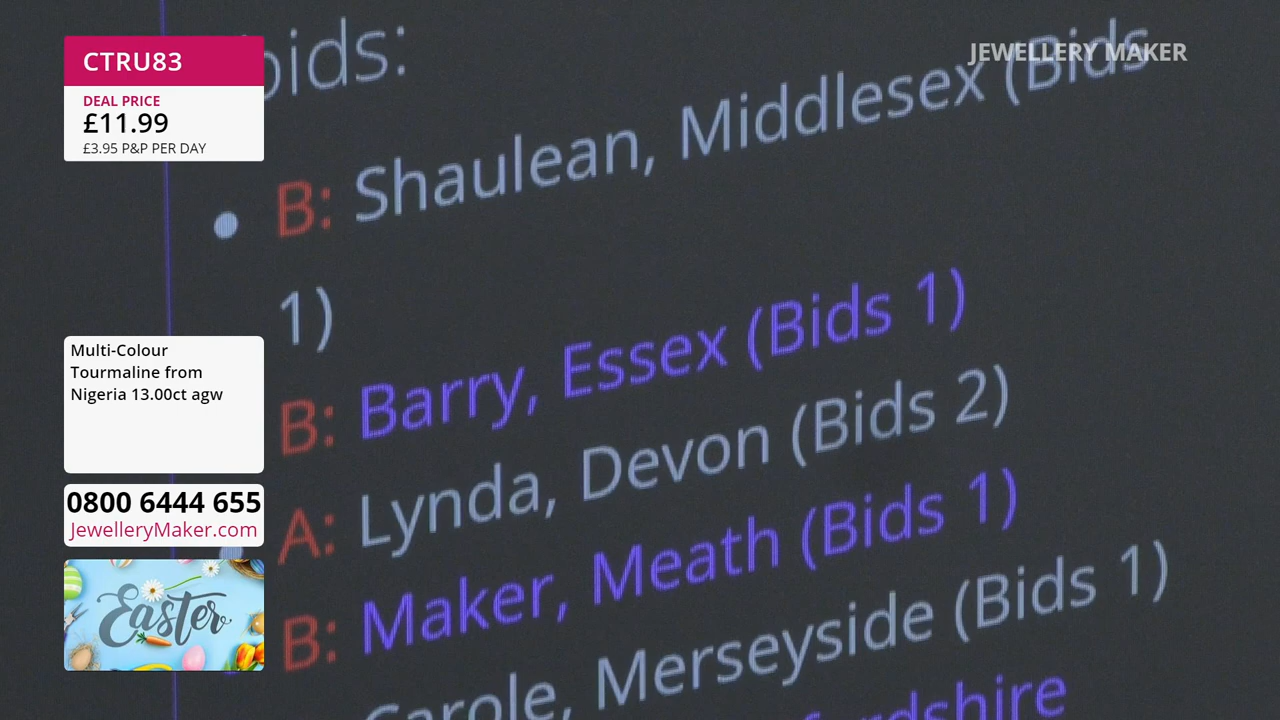 CTRU83
DEAL PRICE
£11.99
£3.95 P&P PER DAY
JEWELLERY MAKER
bids:
B: Shaulean, Middlesex (Bids
1)
B: Barry, Essex (Bids 1)
A: Lynda, Devon (Bids 2)
B: Maker, Meath (Bids 1)
Carole, Merseyside (Bids 1)
Multi-Colour
Tourmaline from
Nigeria 13.00ct agw
0800 6444 655
JewelleryMaker.com
Easter